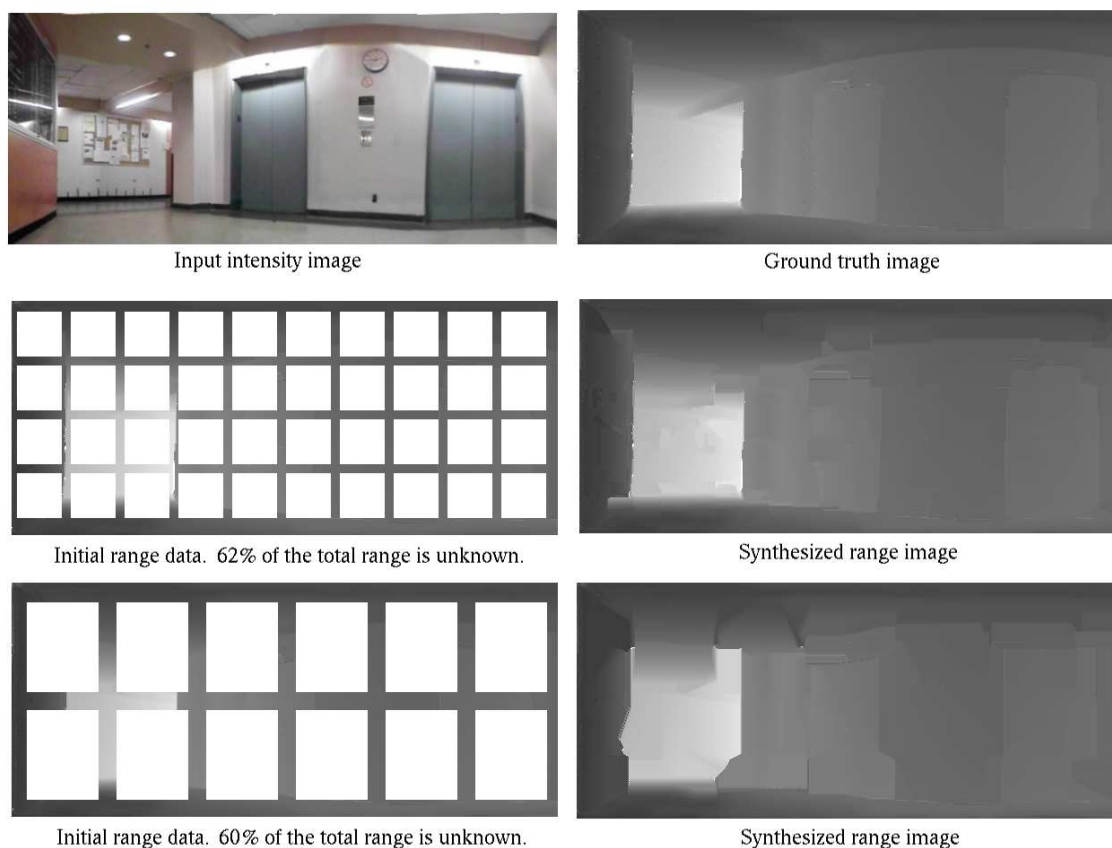 Input intensity image
Ground truth image
Initial range data. 62% of the total range is unknown.
Synthesized range image
Initial range data. 60% of the total range is unknown.
Synthesized range image